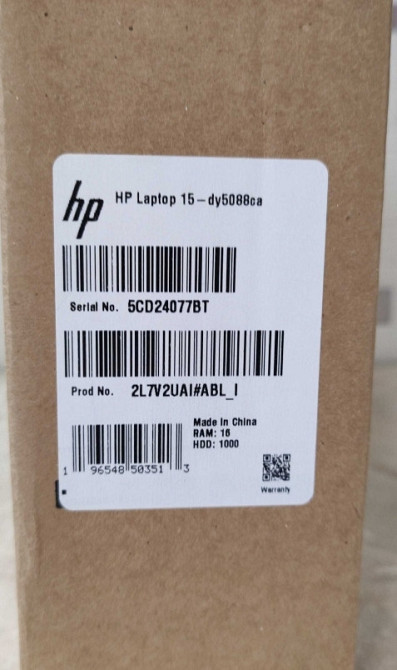 hp
HP Laptop 15-dy5088ca
Serial No. 5CD24077BT
Prod No. 2L7V2UAI#ABL_I
Made In China
RAM: 16
HDD: 1000
1 96548 50351 3
Warranty